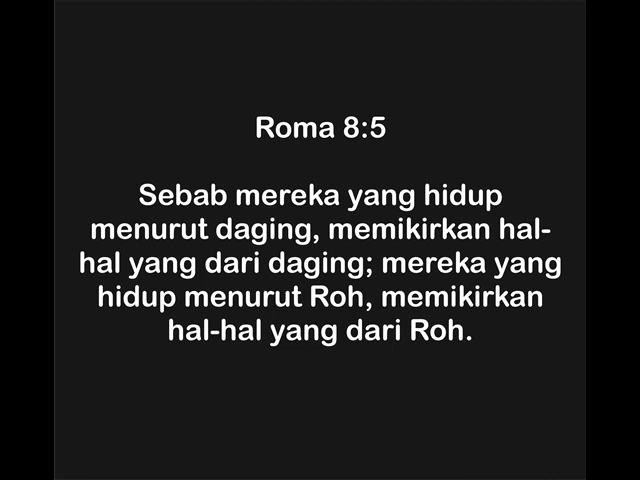 Roma 8:5
Sebab mereka yang hidup
menurut daging, memikirkan hal-
hal yang dari daging; mereka yang
hidup menurut Roh, memikirkan
hal-hal yang dari Roh.